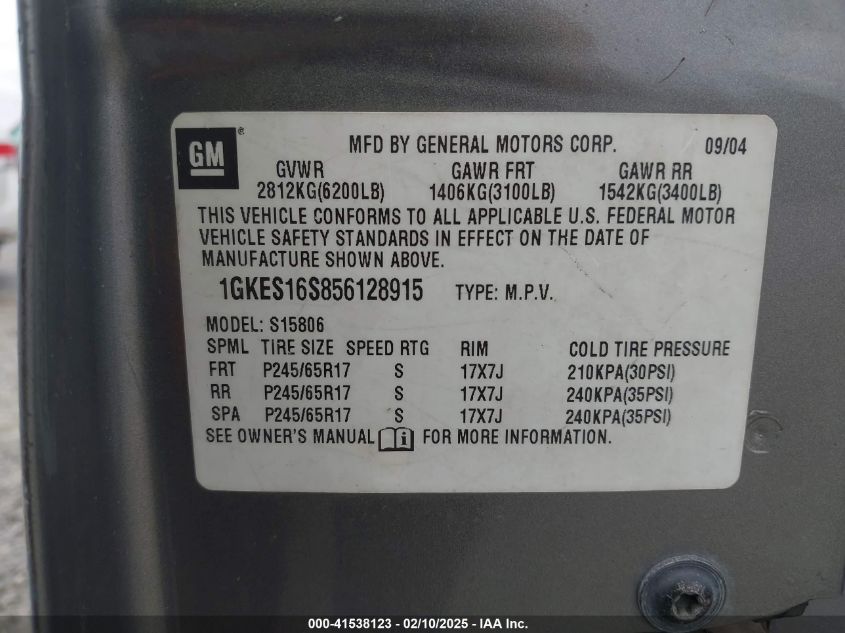 GM®
MFD BY GENERAL MOTORS CORP. 09/04
GVWR GAWR FRT GAWR RR
2812KG(6200LB) 1406KG(3100LB) 1542KG(3400LB)
THIS VEHICLE CONFORMS TO ALL APPLICABLE U.S. FEDERAL MOTOR
VEHICLE SAFETY STANDARDS IN EFFECT ON THE DATE OF
MANUFACTURE SHOWN ABOVE.
1GKES16S856128915 TYPE: M.P.V.
MODEL: S15806
SPML TIRE SIZE SPEED RTG RIM COLD TIRE PRESSURE
FRT P245/65R17 S 17X7J 210KPA(30PSI)
RR P245/65R17 S 17X7J 240KPA(35PSI)
SPA P245/65R17 S 17X7J 240KPA(35PSI)
SEE OWNER'S MANUAL i FOR MORE INFORMATION.
000-41538123 - 02/10/2025 - IAA Inc.